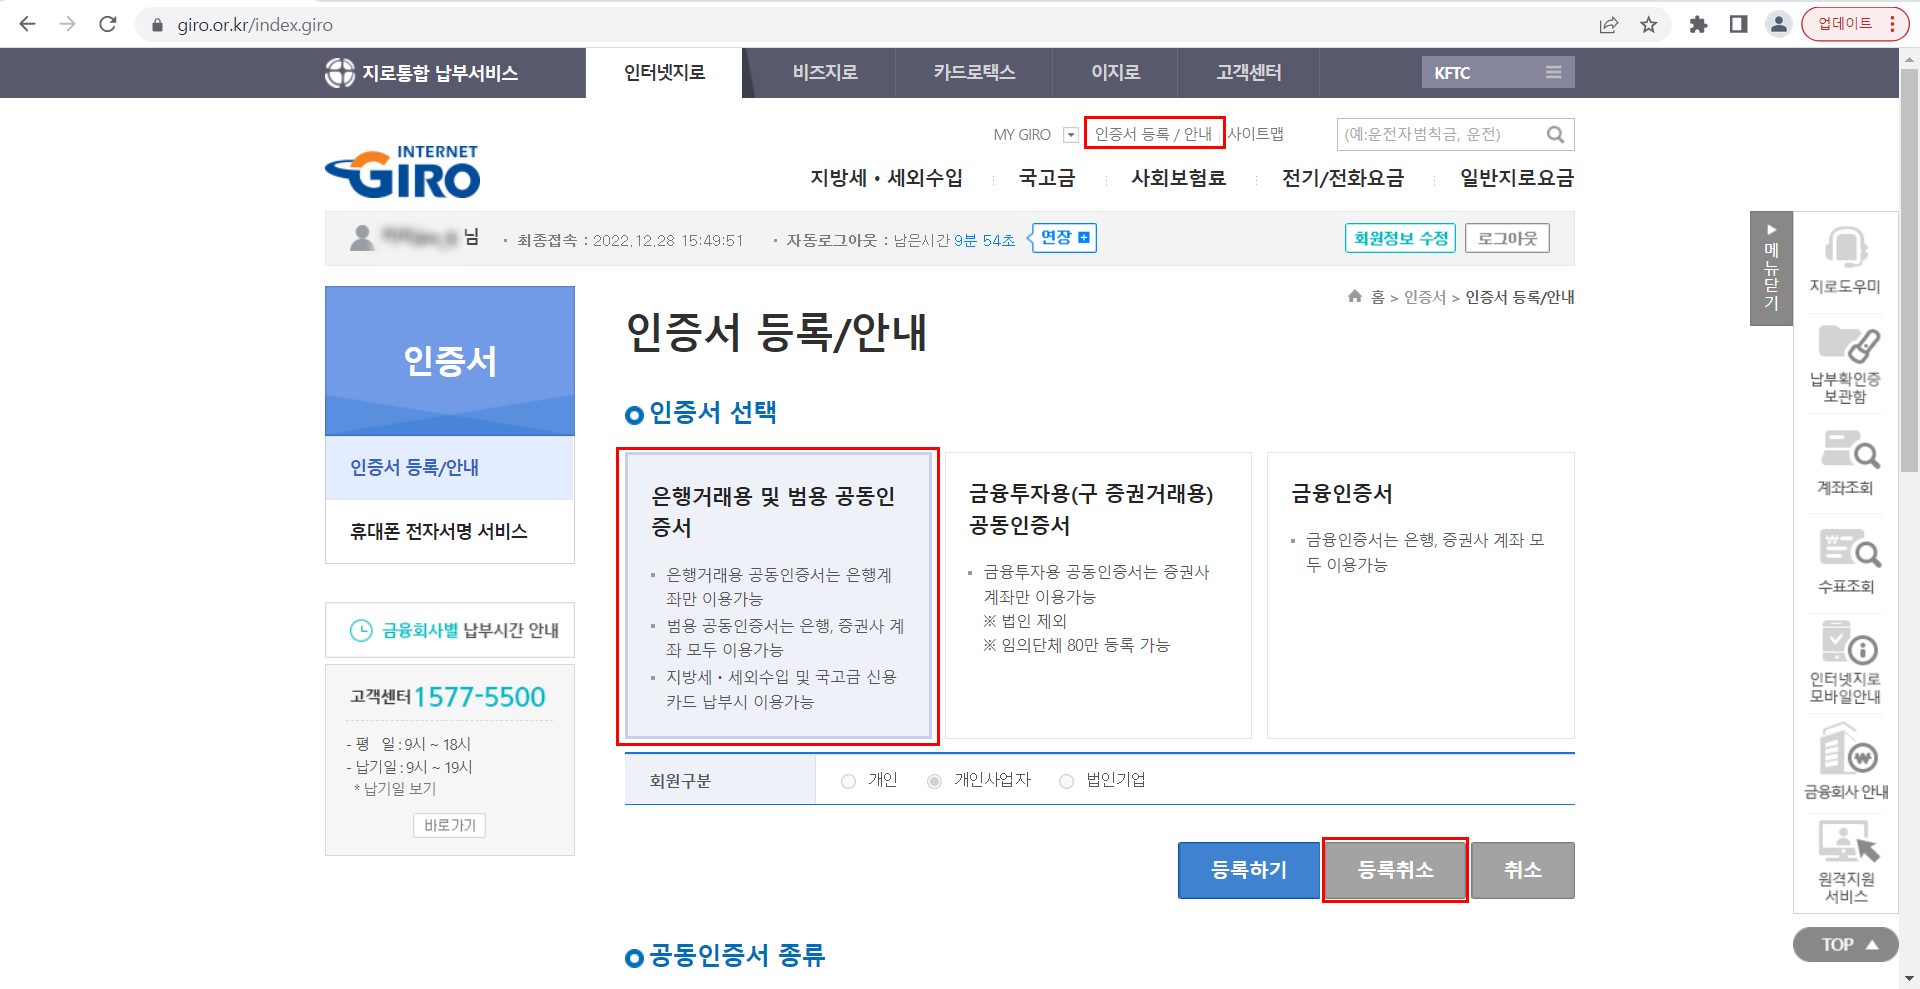 giro.or.kr/index.giro
업데이트
지로통합 납부서비스
인터넷지로
비즈지로
카드로택스
이지로
고객센터
KFTC
MY GIRO
인증서 등록 / 안내
사이트맵
(예:운전자범칙금, 운전)
INTERNET
GIRO
지방세 • 세외수입
국고금
사회보험료
전기/전화요금
일반지로요금
님
최종접속 : 2022.12.28 15:49:51
자동로그아웃 : 남은시간 9분 54초
연장
회원정보 수정
로그아웃
홈 > 인증서 > 인증서 등록/안내
인증서
인증서 등록/안내
휴대폰 전자서명 서비스
금융회사별 납부시간 안내
고객센터 1577-5500
- 평 일 : 9시 ~ 18시
- 납기일 : 9시 ~ 19시
* 납기일 보기
바로가기
인증서 등록/안내
인증서 선택
은행거래용 및 범용 공동인
증서
은행거래용 공동인증서는 은행계
좌만 이용가능
범용 공동인증서는 은행, 증권사 계
좌 모두 이용가능
지방세 • 세외수입 및 국고금 신용
카드 납부시 이용가능
금융투자용(구 증권거래용)
공동인증서
금융투자용 공동인증서는 증권사
계좌만 이용가능
※ 법인 제외
※ 임의단체 80만 등록 가능
금융인증서
금융인증서는 은행, 증권사 계좌 모
두 이용가능
회원구분
개인
개인사업자
법인기업
등록하기
등록취소
취소
공동인증서 종류
메뉴닫기
지로도우미
납부확인증
보관함
계좌조회
수표조회
인터넷지로
모바일안내
금융회사 안내
원격지원
서비스
TOP